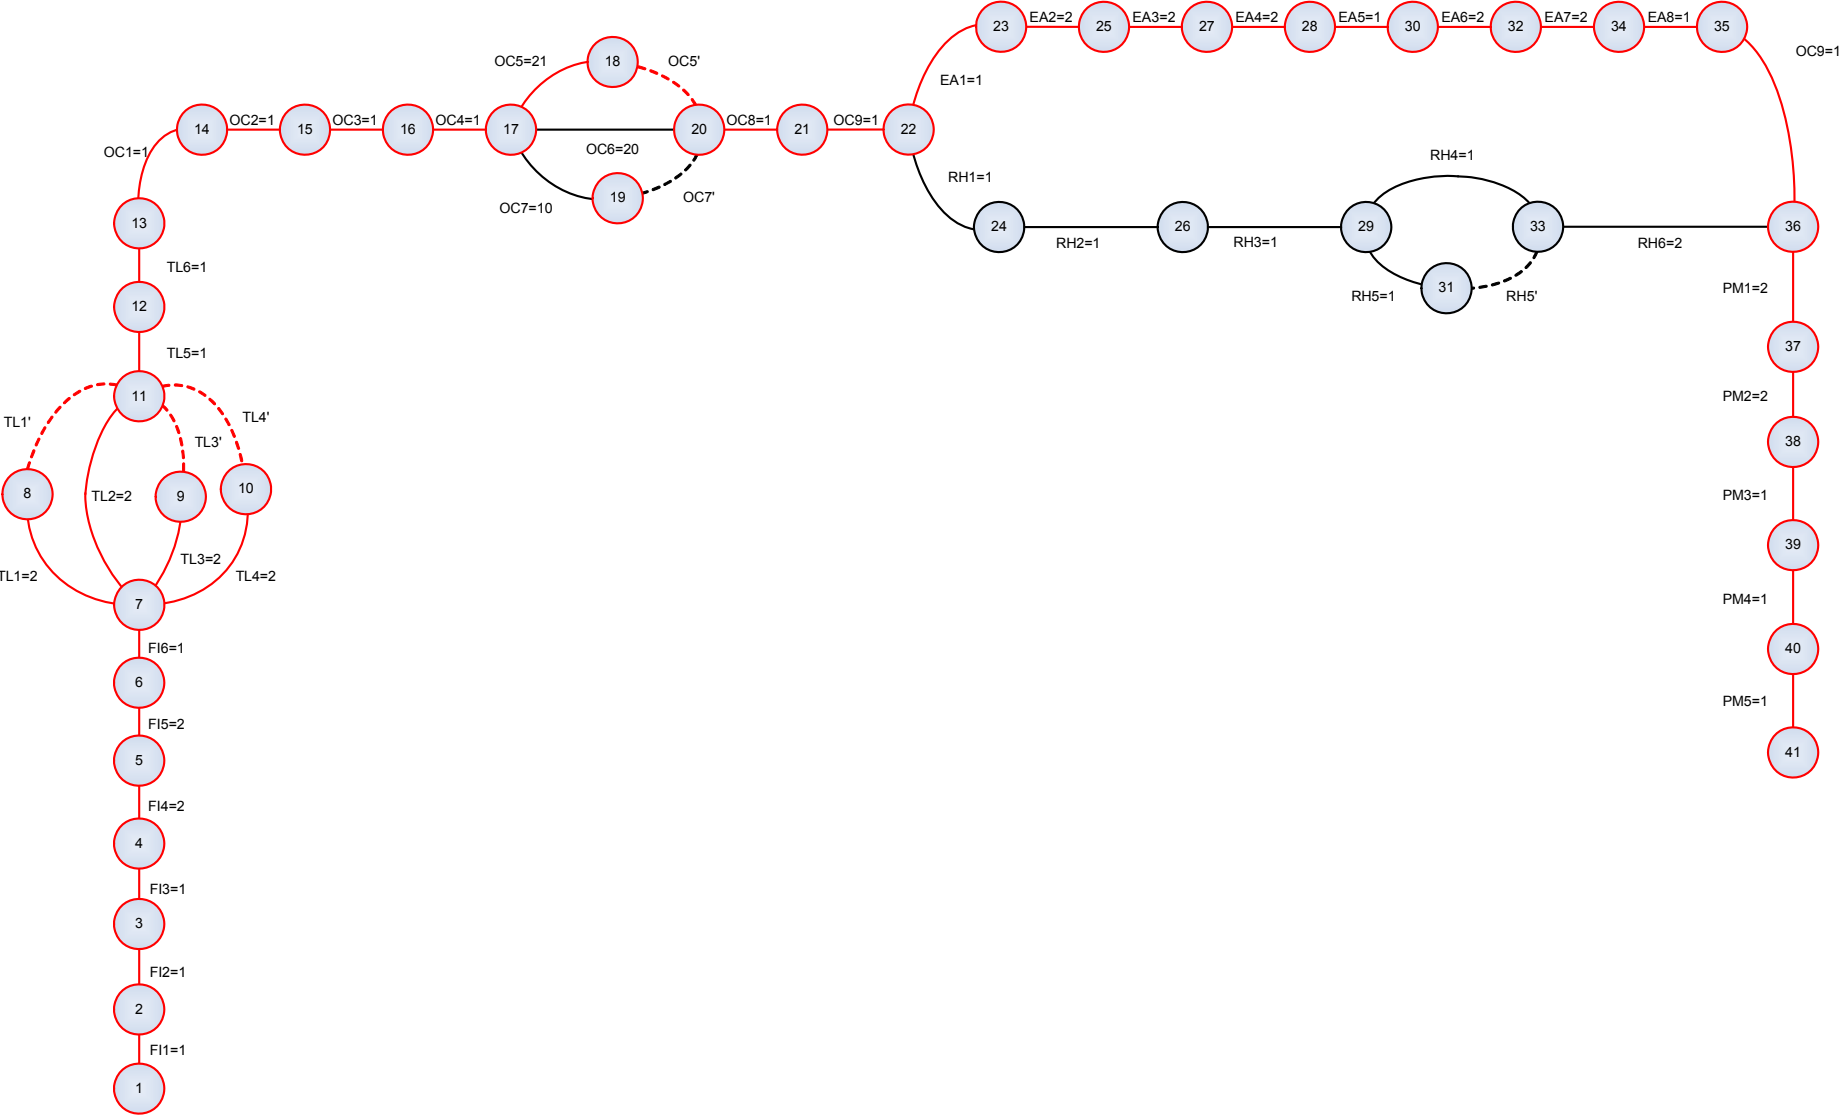 23
EA2=2
25
EA3=2
27
EA4=2
28
EA5=1
30
EA6=2
32
EA7=2
34
EA8=1
35
OC9=1
OC5=21
18
OC5'
EA1=1
14
OC2=1
15
OC3=1
16
OC4=1
17
20
OC8=1
21
OC9=1
22
OC6=20
OC1=1
RH4=1
RH1=1
OC7=10
19
OC7'
13
24
RH2=1
26
RH3=1
29
33
RH6=2
36
TL6=1
RH5=1
31
RH5'
PM1=2
12
TL5=1
37
11
PM2=2
TL1'
TL3'
TL4'
38
8
TL2=2
9
10
PM3=1
39
TL1=2
TL3=2
TL4=2
PM4=1
7
FI6=1
40
6
PM5=1
FI5=2
41
5
FI4=2
4
FI3=1
3
FI2=1
2
FI1=1
1